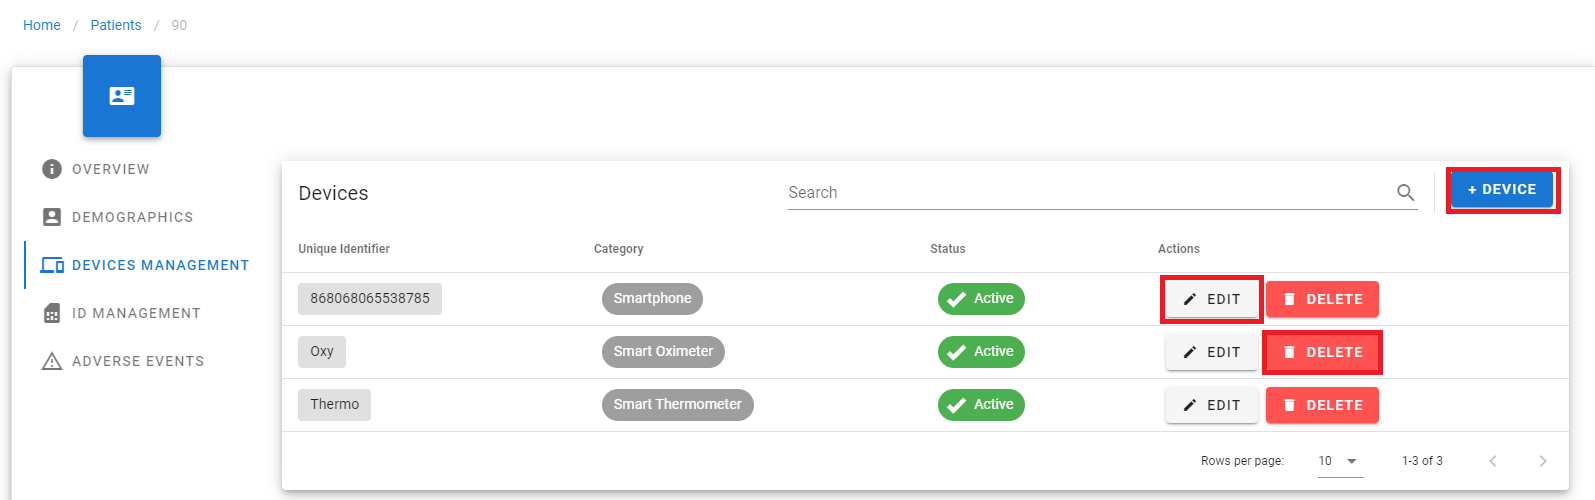 Home / Patients / 90
OVERVIEW
DEMOGRAPHICS
DEVICES MANAGEMENT
ID MANAGEMENT
ADVERSE EVENTS
Devices Search + DEVICE
Unique Identifier Category Status Actions
868068065538785 Smartphone Active EDIT DELETE
Oxy Smart Oximeter Active EDIT DELETE
Thermo Smart Thermometer Active EDIT DELETE
Rows per page: 10 1-3 of 3